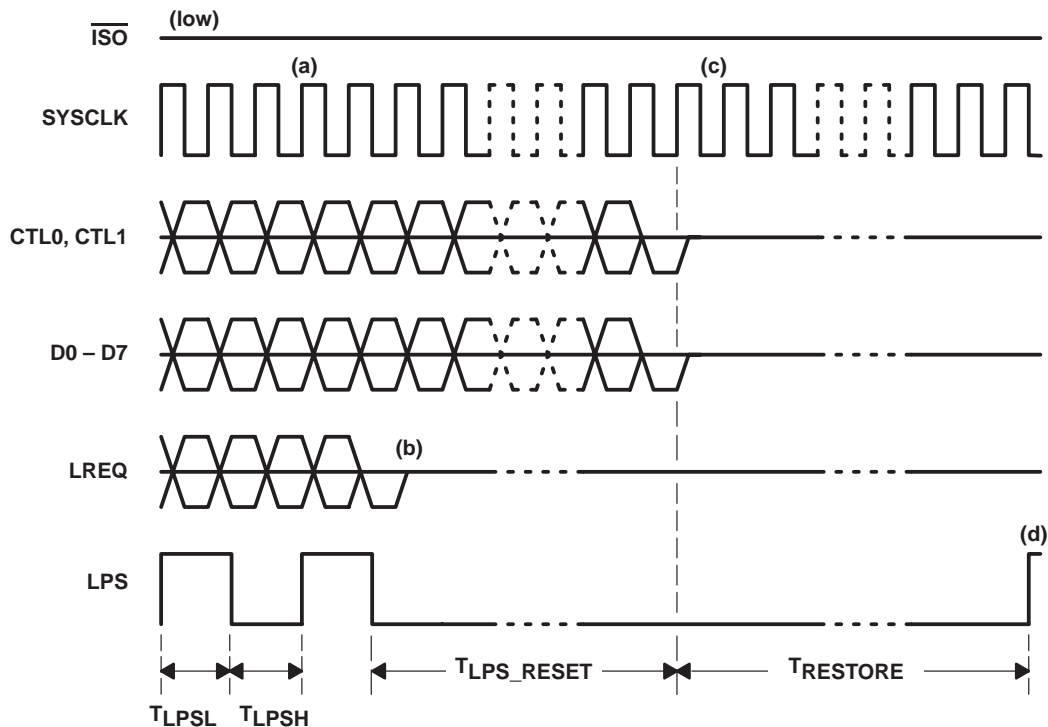 (low)
ISO
(a)
(c)
SYSCLK
CTL0, CTL1
D0 – D7
(b)
LREQ
(d)
LPS
TLPS_RESET
TRESTORE
TLPSL
TLPSH